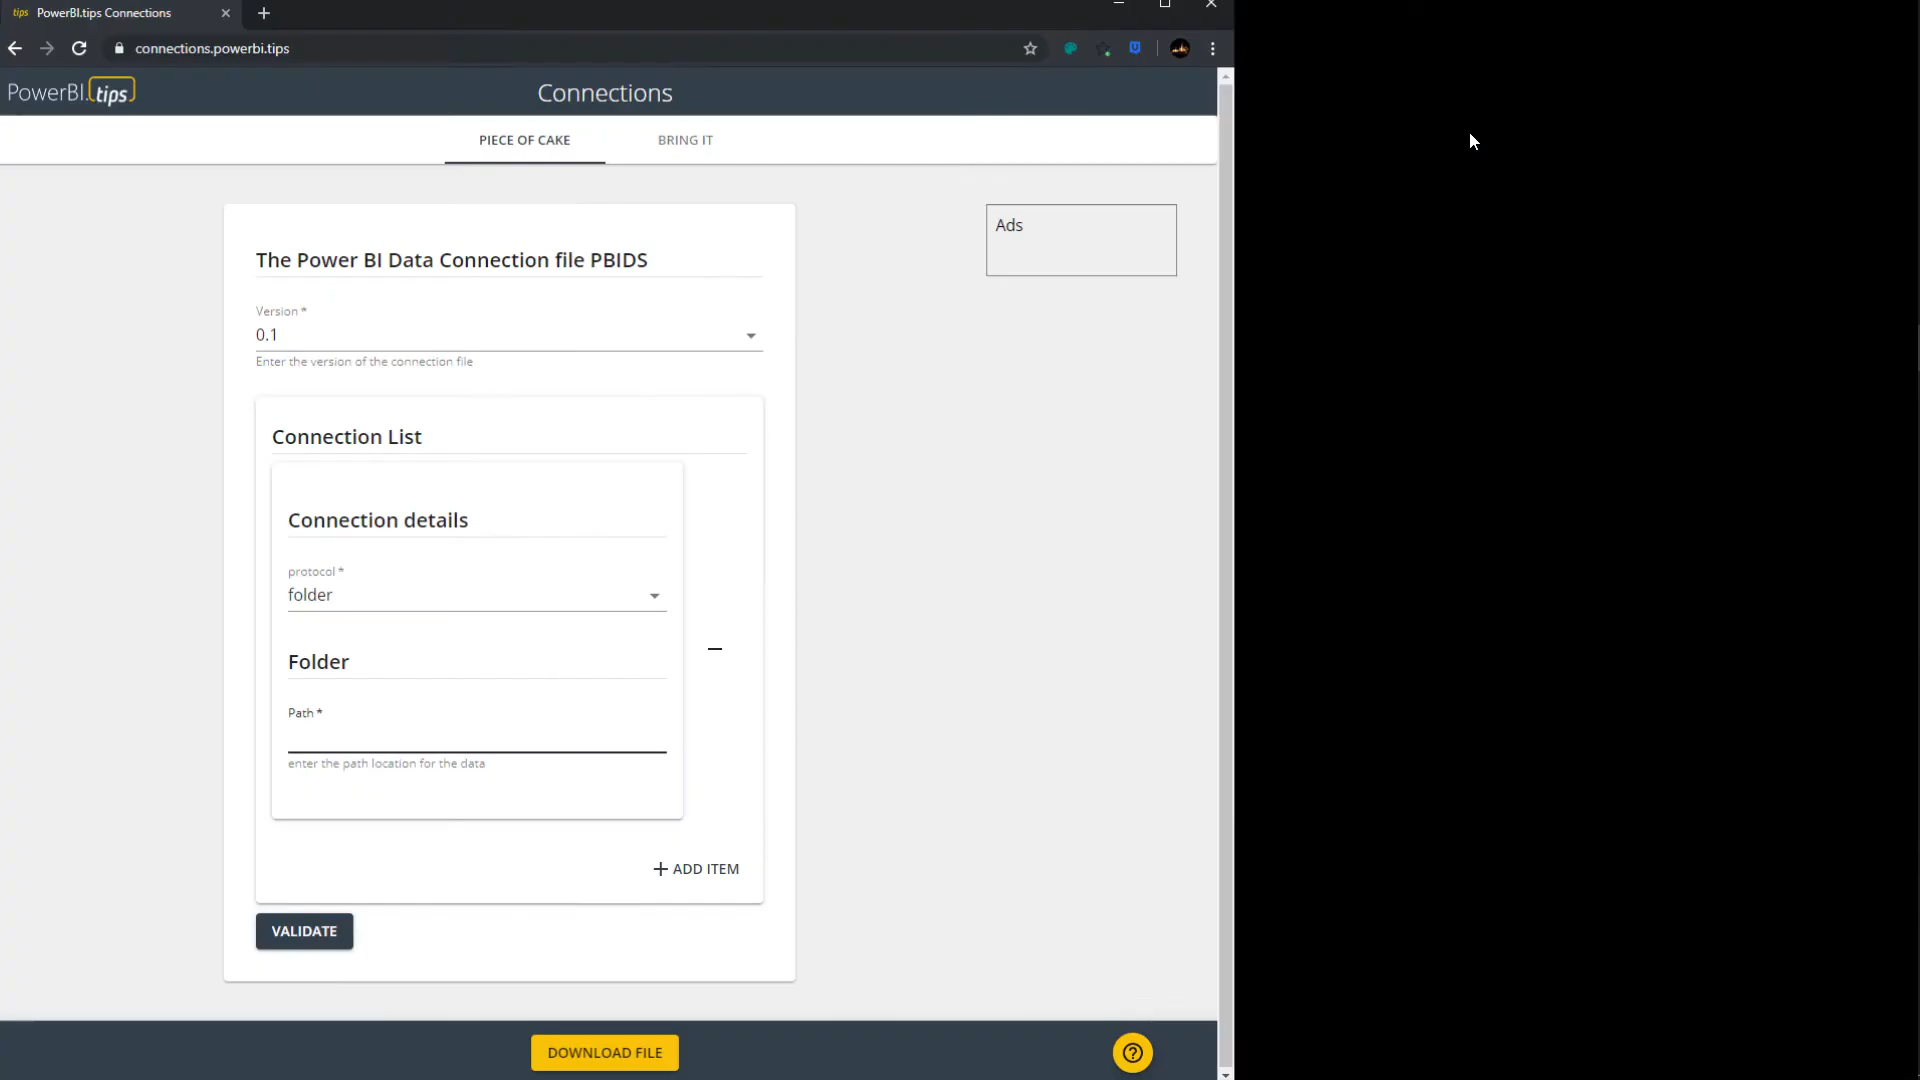 tips PowerBI.tips Connections
connections.powerbi.tips
PowerBI.tips
Connections
PIECE OF CAKE
BRING IT
Ads
The Power BI Data Connection file PBIDS
Version *
0.1
Enter the version of the connection file
Connection List
Connection details
protocol *
folder
Folder
Path *
enter the path location for the data
ADD ITEM
VALIDATE
DOWNLOAD FILE